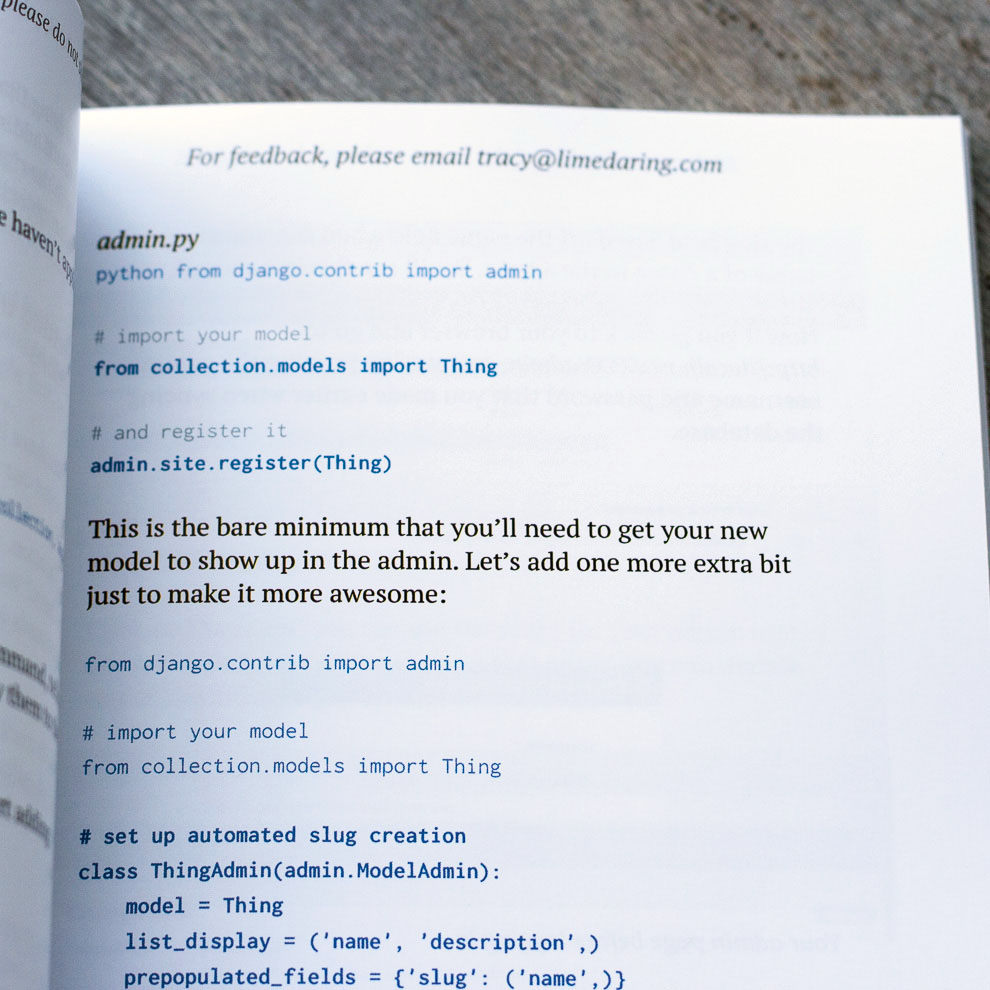 please do not
For feedback, please email tracy@limedaring.com
e haven't
admin.py
python from django.contrib import admin
# import your model
from collection.models import Thing
# and register it
admin.site.register(Thing)
This is the bare minimum that you’ll need to get your new
model to show up in the admin. Let’s add one more extra bit
just to make it more awesome:
from django.contrib import admin
# import your model
from collection.models import Thing
# set up automated slug creation
class ThingAdmin(admin.ModelAdmin):
model = Thing
list_display = ('name', 'description',)
prepopulated_fields = {'slug': ('name',)}